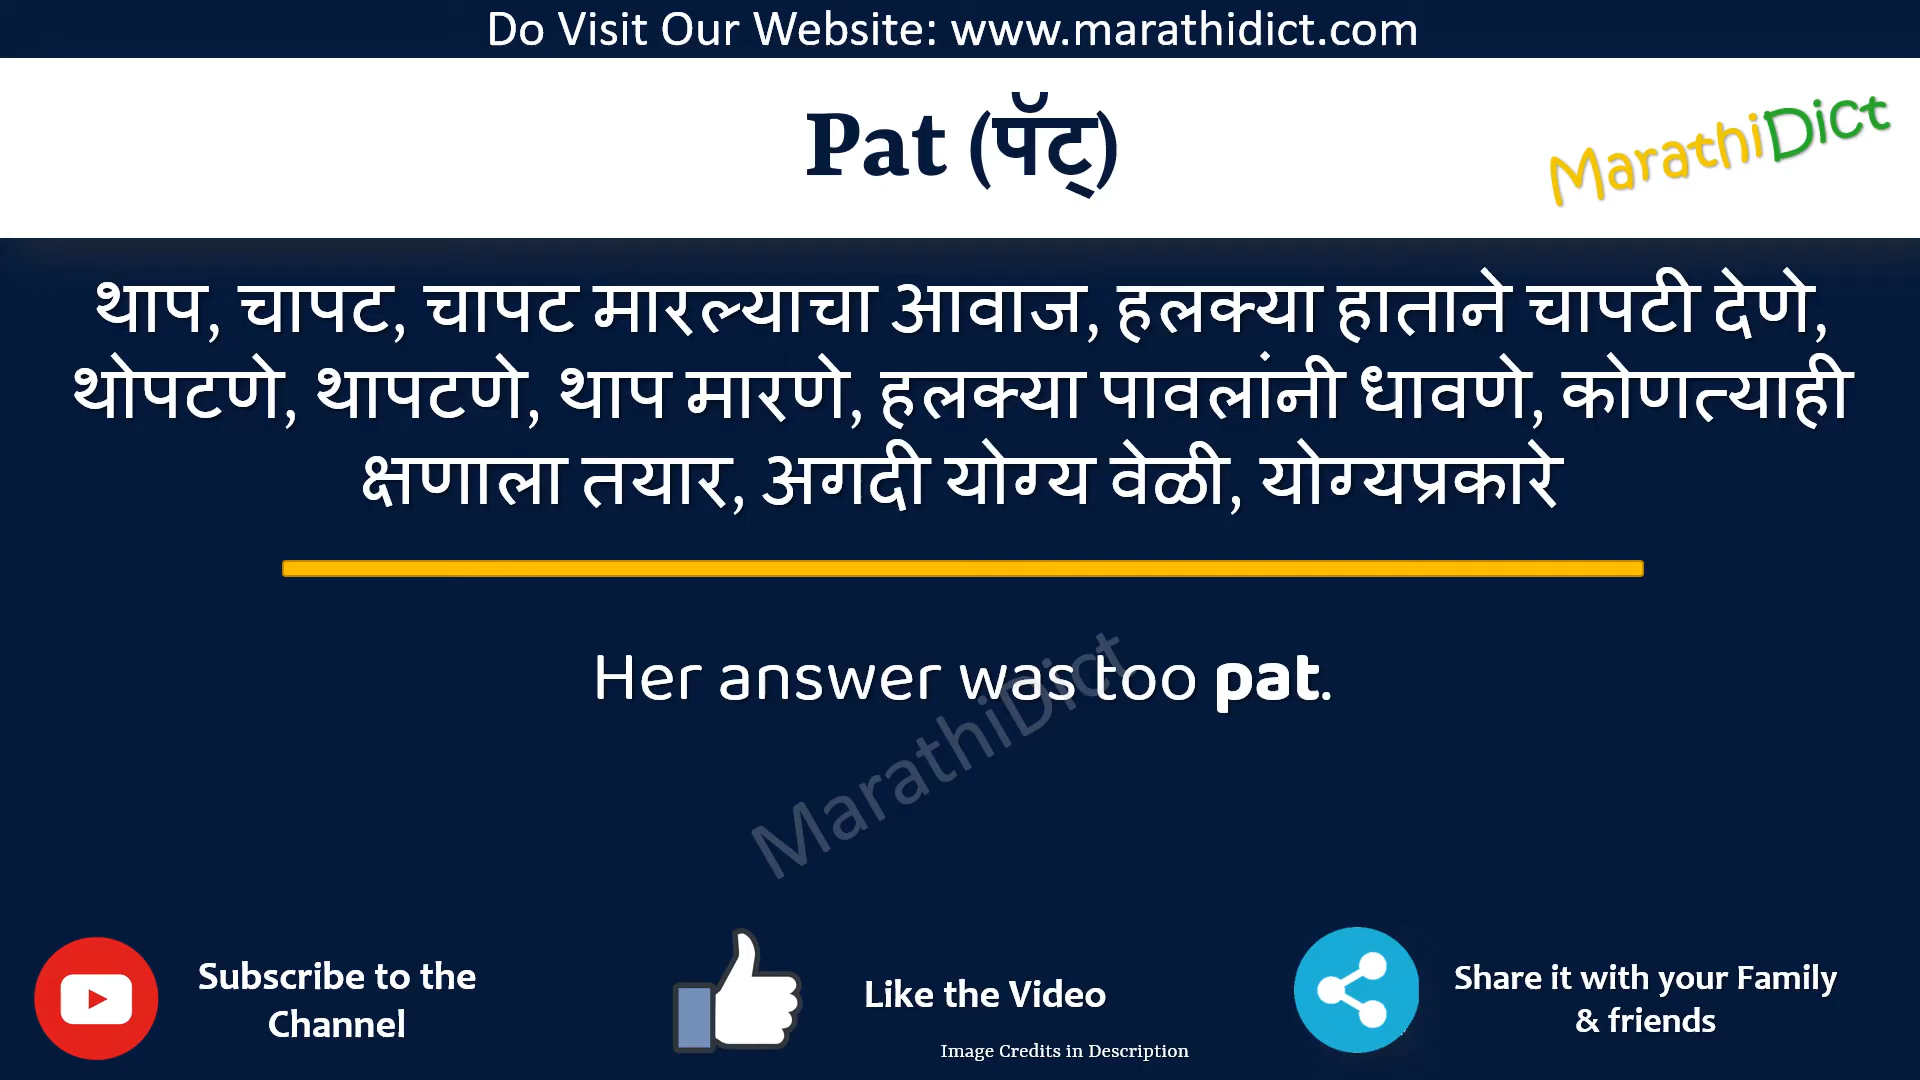 Do Visit Our Website: www.marathidict.com
Pat (पॅट्)
MarathiDict
थाप, चापट, चापट मारल्याचा आवाज, हलक्या हाताने चापटी देणे,
थोपटणे, थापटणे, थाप मारणे, हलक्या पावलांनी धावणे, कोणत्याही
क्षणाला तयार, अगदी योग्य वेळी, योग्यप्रकारे
Her answer was too pat.
MarathiDict
Subscribe to the
Channel
Like the Video
Share it with your Family
& friends
Image Credits in Description